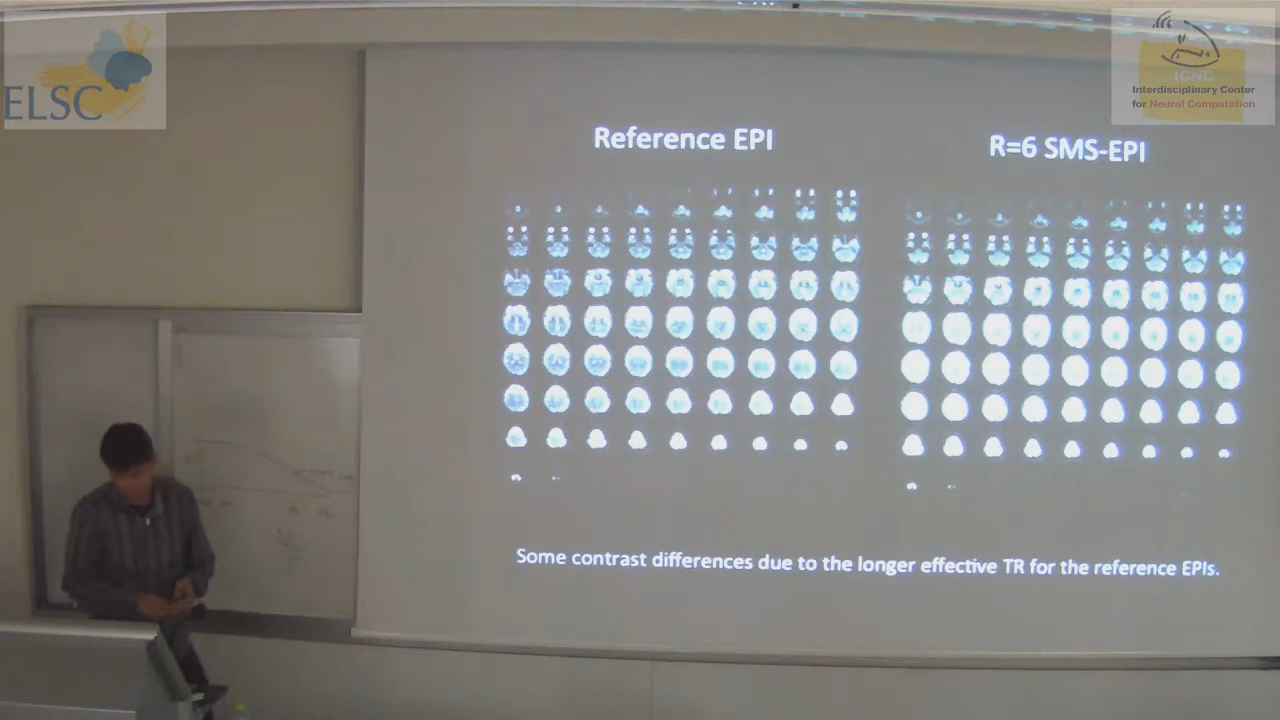 ELSC
ICNC
Interdisciplinary Center
for Neural Computation
Reference EPI
R=6 SMS-EPI
Some contrast differences due to the longer effective TR for the reference EPIs.